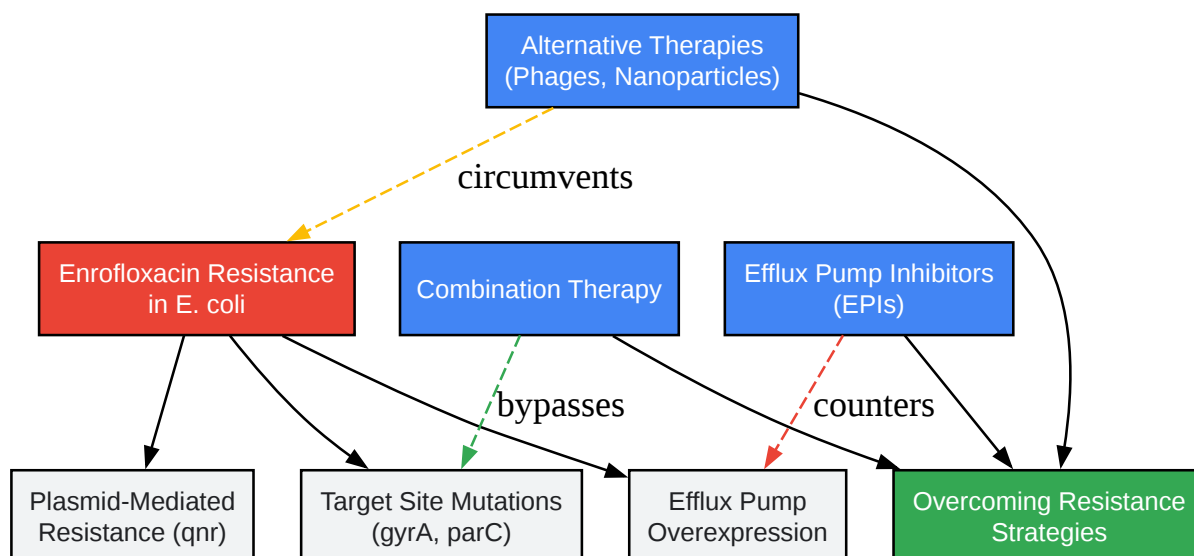 Alternative Therapies
(Phages, Nanoparticles)
circumvents
Enrofloxacin Resistance
in E. coli
Combination Therapy
Efflux Pump Inhibitors
(EPIs)
bypasses
counters
Plasmid-Mediated
Resistance (qnr)
Target Site Mutations
(gyrA, parC)
Efflux Pump
Overexpression
Overcoming Resistance
Strategies